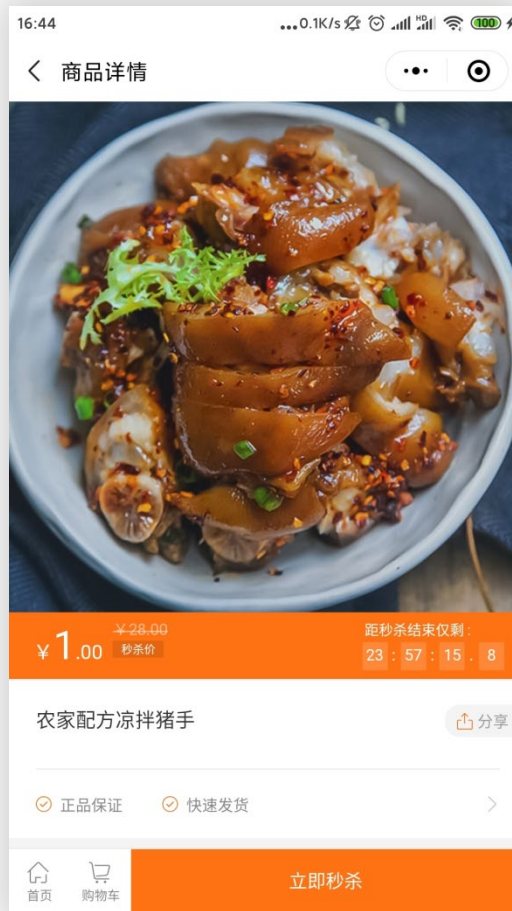 16:44
...0.1K/s
HD
100
商品详情
¥1.00
¥28.00
秒杀价
距秒杀结束仅剩:
23 : 57 : 15 . 8
农家配方凉拌猪手
分享
正品保证
快速发货
首页
购物车
立即秒杀